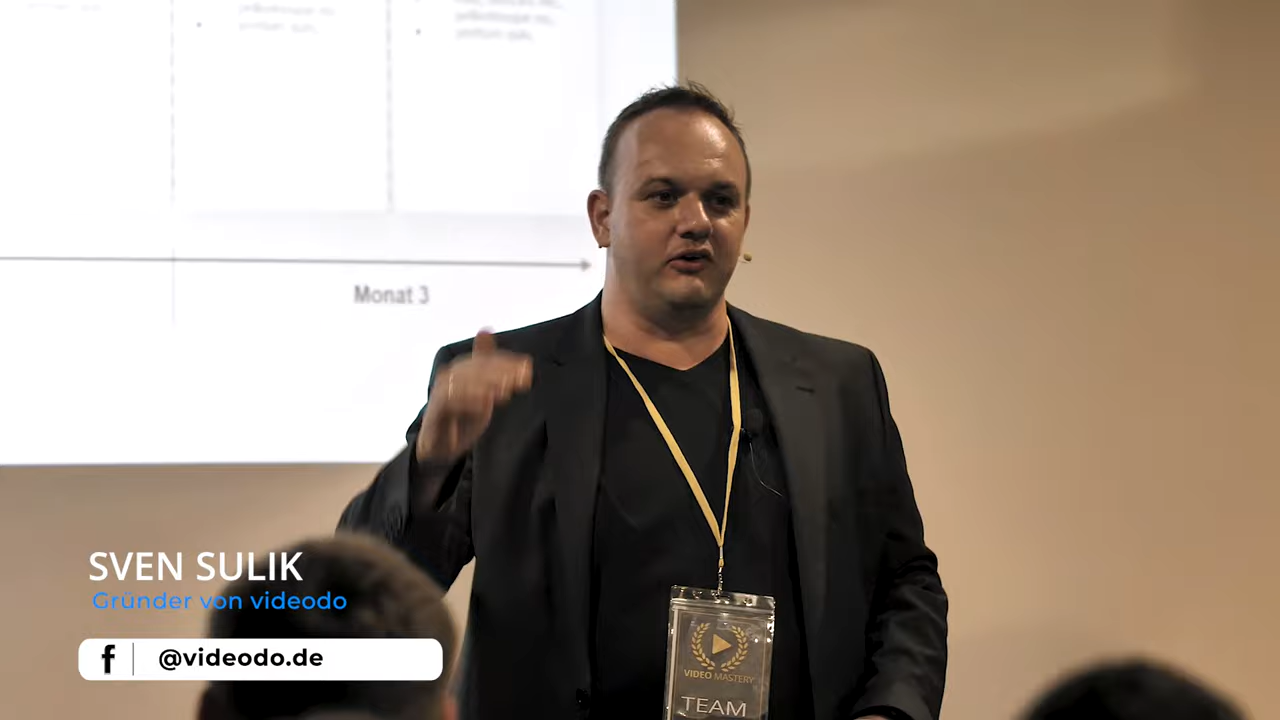 Monat 3
SVEN SULIK
Gründer von videodo
@videodo.de
VIDEO MASTERY
TEAM